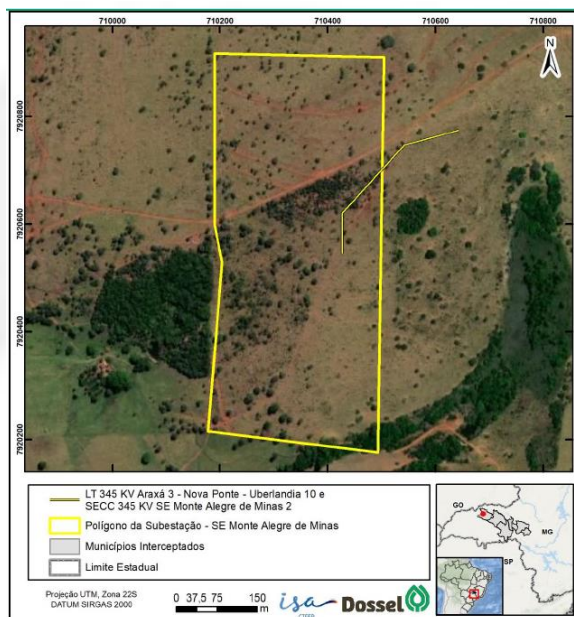 710000 710200 710400 710600 710800
N
7920800
7920600
7920400
7920200
LT 345 KV Araxá 3 - Nova Ponte - Uberlandia 10 e
SECC 345 KV SE Monte Alegre de Minas 2
Polígono da Subestação - SE Monte Alegre de Minas
Municípios Interceptados
Limite Estadual
GO
MG
SP
Projeção UTM, Zona 22S
DATUM SIRGAS 2000
0 37,5 75 150
m
isa
CTEEP
Dossel